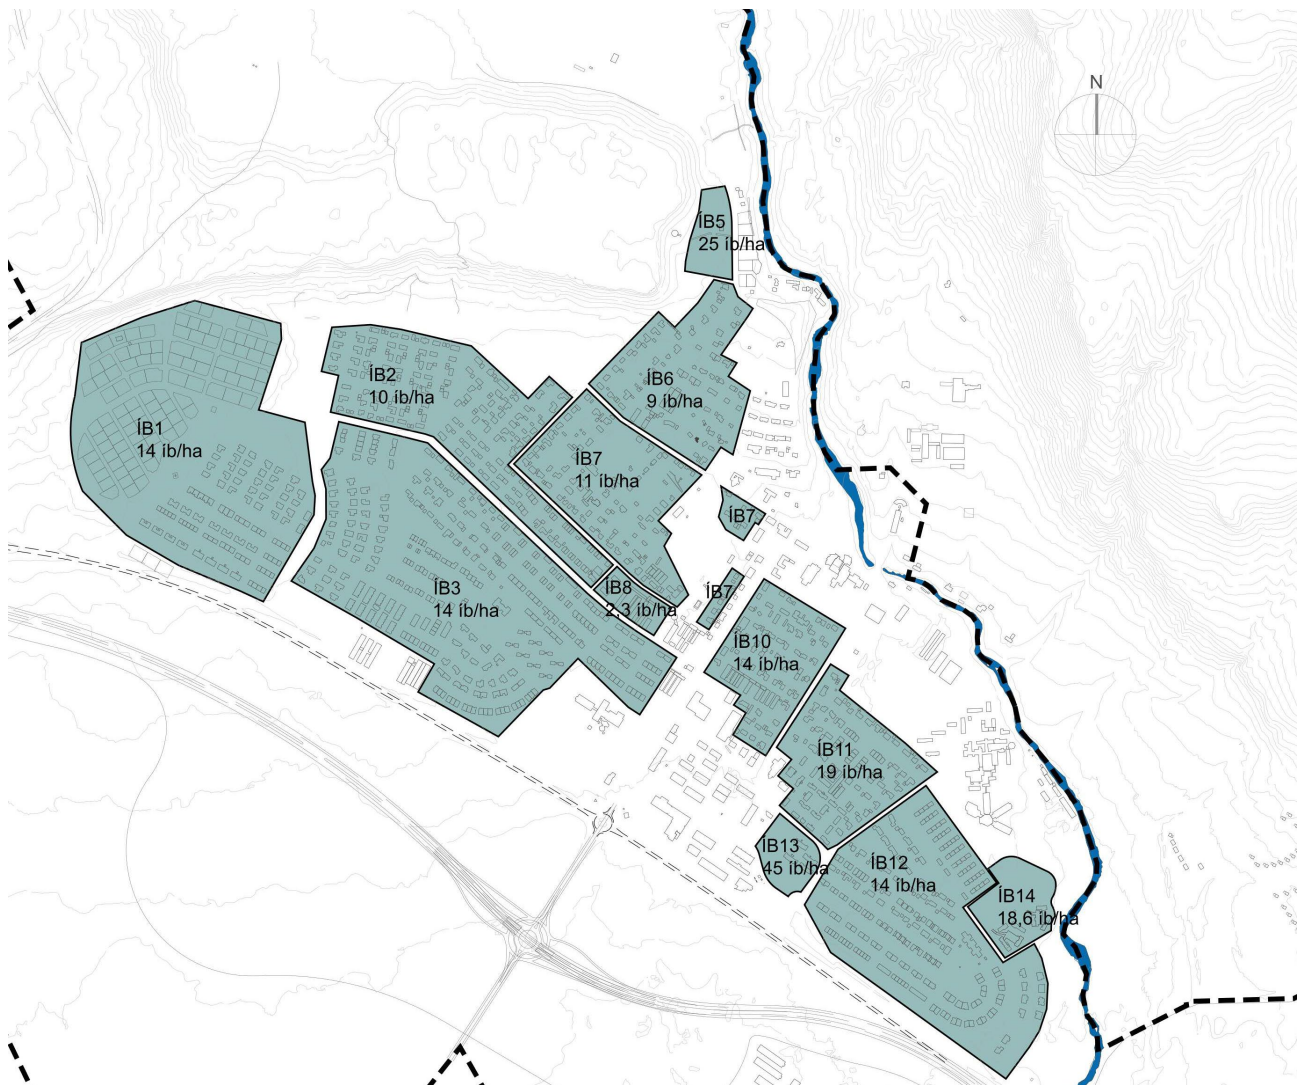 N
ÍB5
25 íb/ha
ÍB2
10 íb/ha
ÍB6
9 íb/ha
ÍB1
14 íb/ha
ÍB7
11 íb/ha
ÍB7
ÍB3
14 íb/ha
ÍB8
2,3 íb/ha
ÍB7
ÍB10
14 íb/ha
ÍB11
19 íb/ha
ÍB13
45 íb/ha
ÍB12
14 íb/ha
ÍB14
18,6 íb/ha